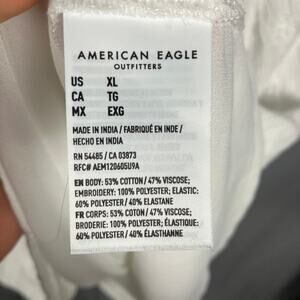 AMERICAN EAGLE
OUTFITTERS
US XL
CA TG
MX EXG
MADE IN INDIA / FABRIQUÉ EN INDE /
HECHO EN INDIA
RN 54485 / CA 03873
RFC# AEM120605U9A
EN BODY: 53% COTTON / 47% VISCOSE;
EMBROIDERY: 100% POLYESTER; ELASTIC:
60% POLYESTER / 40% ELASTANE
FR CORPS: 53% COTON / 47% VISCOSE;
BRODERIE: 100% POLYESTER; ÉLASTIQUE:
60% POLYESTER / 40% ÉLASTHANNE